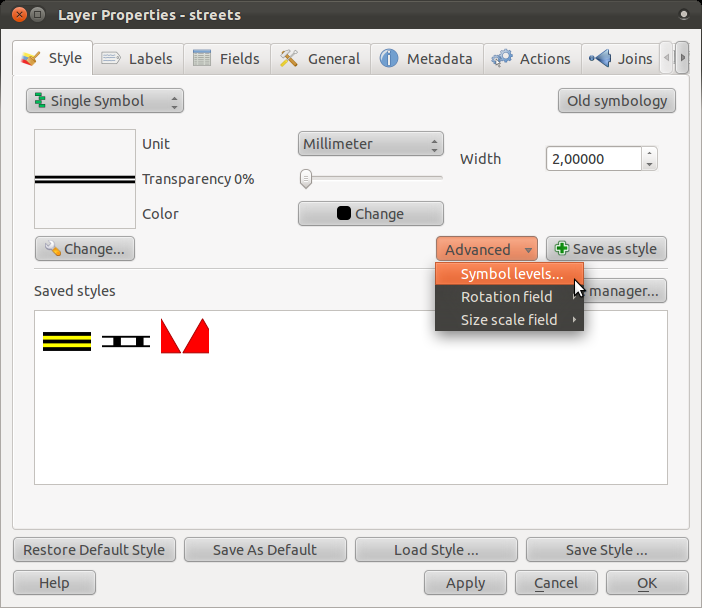 Layer Properties - streets
Style Labels Fields General Metadata Actions Joins
Single Symbol Old symbology
Unit Millimeter
Width 2,00000
Transparency 0%
Color Change
Change... Advanced Save as style
Symbol levels...
Saved styles manager...
Rotation field
Size scale field
Restore Default Style Save As Default Load Style ... Save Style ...
Help Apply Cancel OK